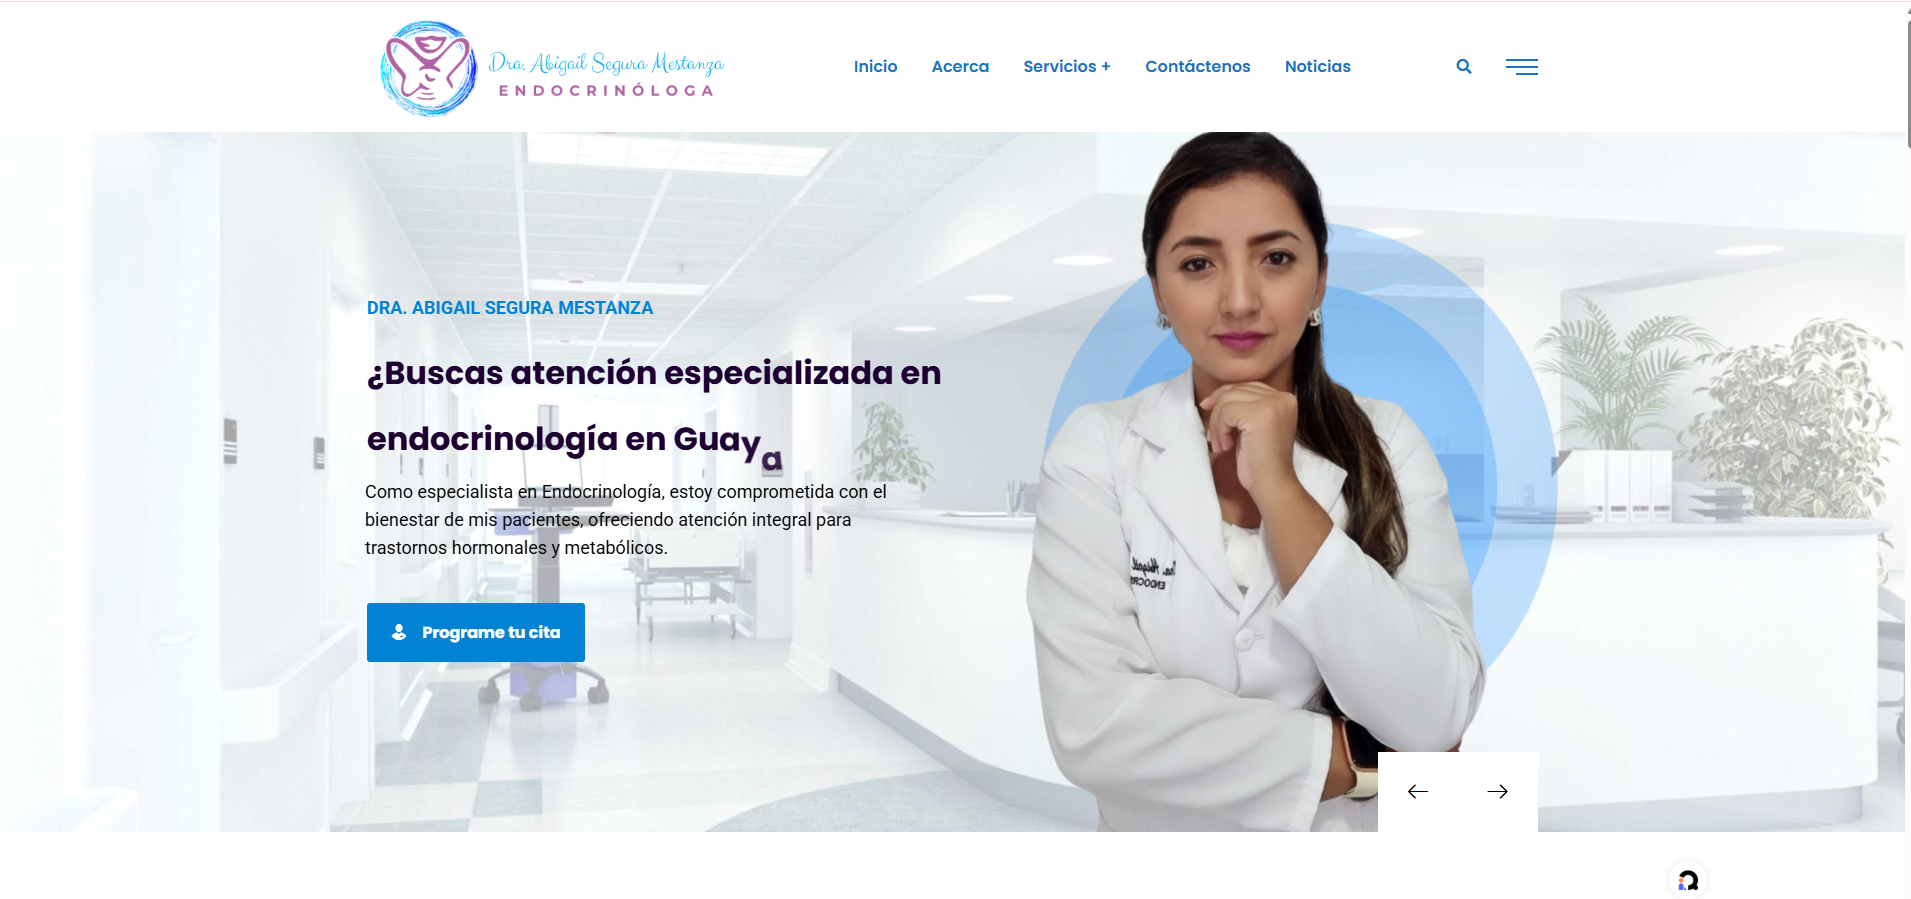 Dra. Abigail Segura Mestanza
ENDOCRINÓLOGA
Inicio Acerca Servicios + Contáctenos Noticias
DRA. ABIGAIL SEGURA MESTANZA
¿Buscas atención especializada en
endocrinología en Guaya
Como especialista en Endocrinología, estoy comprometida con el
bienestar de mis pacientes, ofreciendo atención integral para
trastornos hormonales y metabólicos.
Programe tu cita